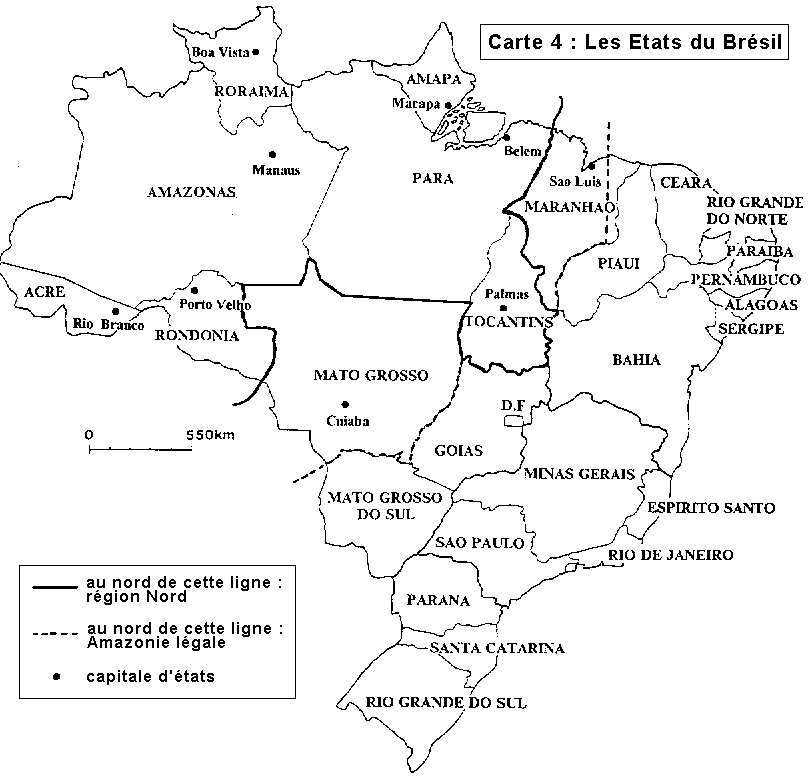 Carte 4 : Les Etats du Brésil
Boa Vista
RORAIMA
AMAPA
Macapa
Belem
Manaus
AMAZONAS
PARA
Sao Luis
MARANHAO
CEARA
RIO GRANDE
DO NORTE
PIAUI
PARAIBA
PERNAMBUCO
ALAGOAS
SERGIPE
ACRE
Rio Branco
Porto Velho
RONDONIA
Palmas
TOCANTINS
BAHIA
MATO GROSSO
Cuiaba
D.F
GOIAS
MINAS GERAIS
0 550km
MATO GROSSO
DO SUL
ESPIRITO SANTO
SAO PAULO
RIO DE JANEIRO
PARANA
SANTA CATARINA
RIO GRANDE DO SUL
au nord de cette ligne :
région Nord
au nord de cette ligne :
Amazonie légale
capitale d'états